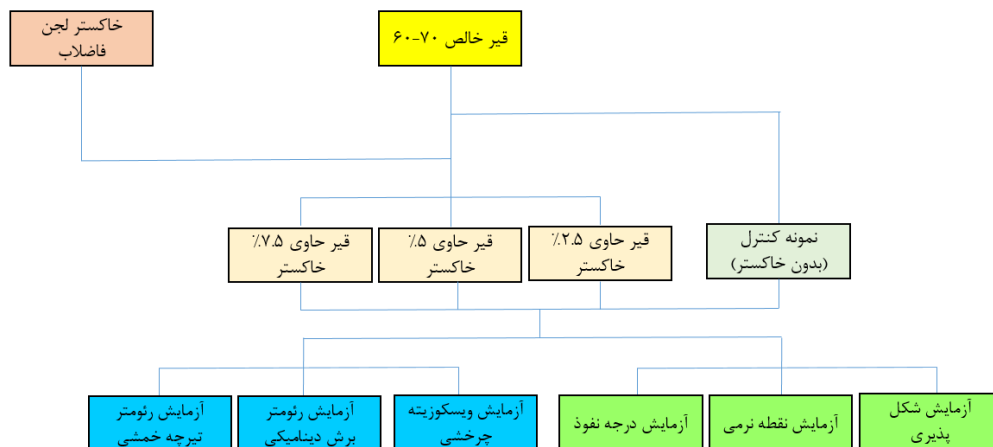 خاکستر لجن
فاضلاب
قیر خالص ۷۰-۶۰
نمونه کنترل
(بدون خاکستر)
قیر حاوی ۲.۵٪
خاکستر
قیر حاوی ۵٪
خاکستر
قیر حاوی ۷.۵٪
خاکستر
آزمایش شکل
پذیری
آزمایش نقطه نرمی
آزمایش درجه نفوذ
آزمایش ویسکوزیته
چرخشی
آزمایش رئومتر
برش دینامیکی
آزمایش رئومتر
تیرچه خمشی